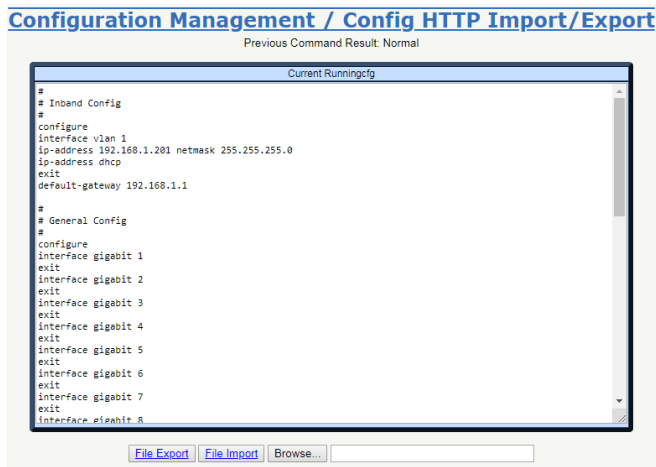 Configuration Management / Config HTTP Import/Export
Previous Command Result: Normal
Current Runningcfg
#
# Inband Config
#
configure
interface vlan 1
ip-address 192.168.1.201 netmask 255.255.255.0
ip-address dhcp
exit
default-gateway 192.168.1.1
#
# General Config
#
configure
interface gigabit 1
exit
interface gigabit 2
exit
interface gigabit 3
exit
interface gigabit 4
exit
interface gigabit 5
exit
interface gigabit 6
exit
interface gigabit 7
exit
interface gigabit 8
File Export File Import Browse...